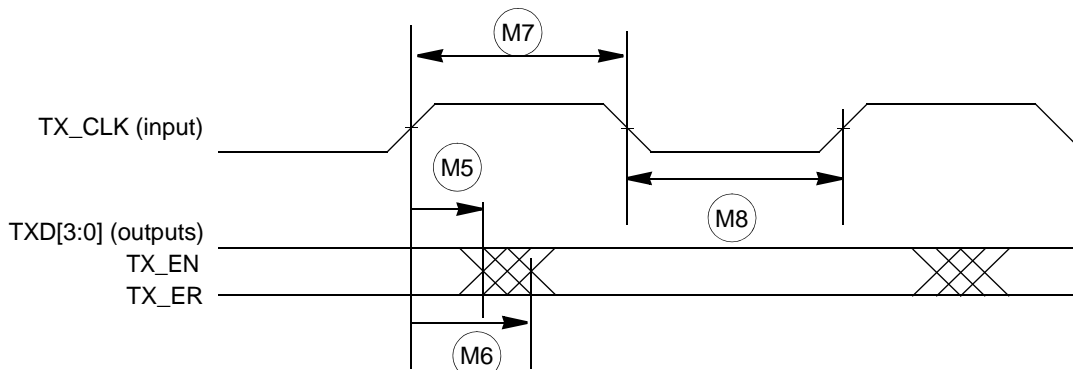 M7
TX_CLK (input)
M5
M8
TXD[3:0] (outputs)
TX_EN
TX_ER
M6